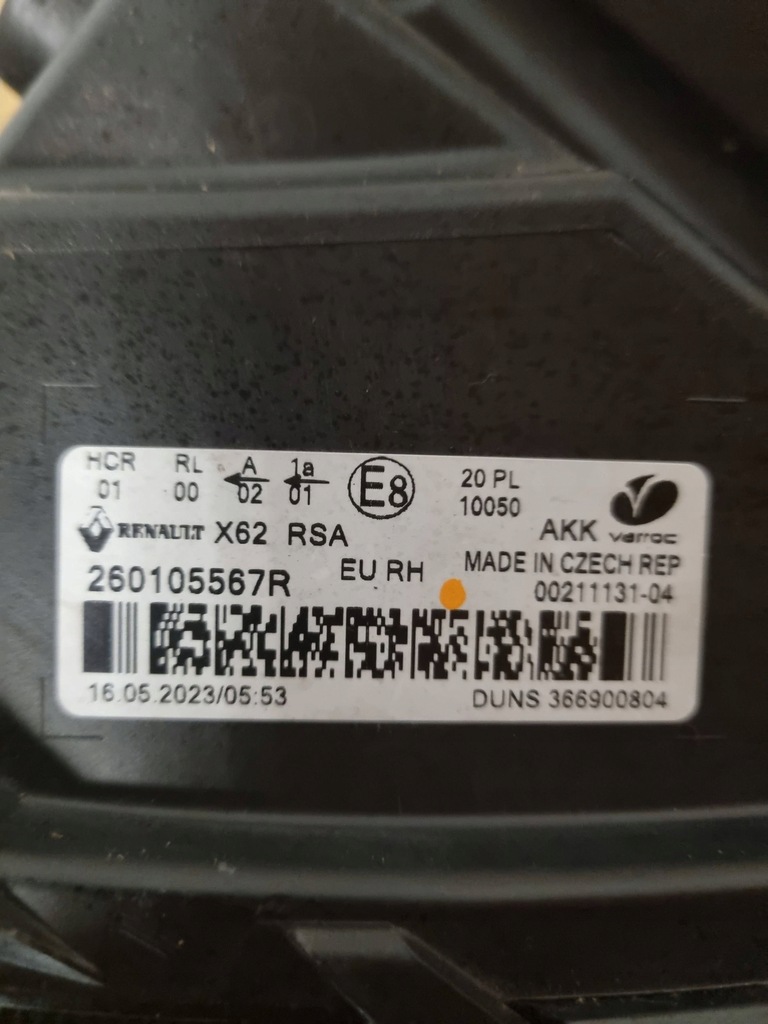 HCR RL A 1a
01 00 02 01 E8 20 PL
10050
RENAULT X62 RSA AKK varroc
260105567R EU RH MADE IN CZECH REP
00211131-04
16.05.2023/05:53 DUNS 366900804